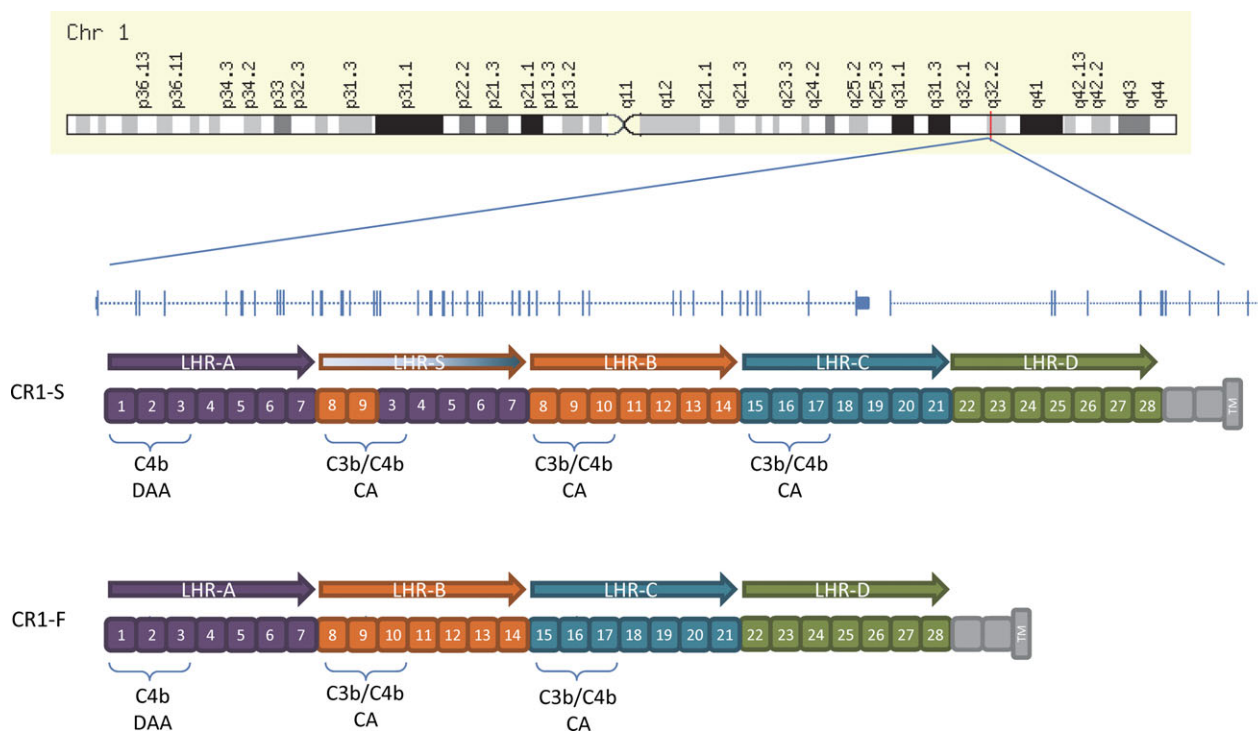 Chr 1
p36.13 p36.11 p34.3 p34.2 p33 p32.3 p31.3 p31.1 p22.2 p21.3 p21.1 p13.3 p13.2 q11 q12 q21.1 q21.3 q23.3 q24.2 q25.2 q25.3 q31.1 q31.3 q32.1 q32.2 q41 q42.13 q42.2 q43 q44
LHR-A LHR-S LHR-B LHR-C LHR-D
CR1-S
1 2 3 4 5 6 7 8 9 3 4 5 6 7 8 9 10 11 12 13 14 15 16 17 18 19 20 21 22 23 24 25 26 27 28 TM
C4b C3b/C4b C3b/C4b C3b/C4b
DAA CA CA CA
LHR-A LHR-B LHR-C LHR-D
CR1-F
1 2 3 4 5 6 7 8 9 10 11 12 13 14 15 16 17 18 19 20 21 22 23 24 25 26 27 28 TM
C4b C3b/C4b C3b/C4b
DAA CA CA